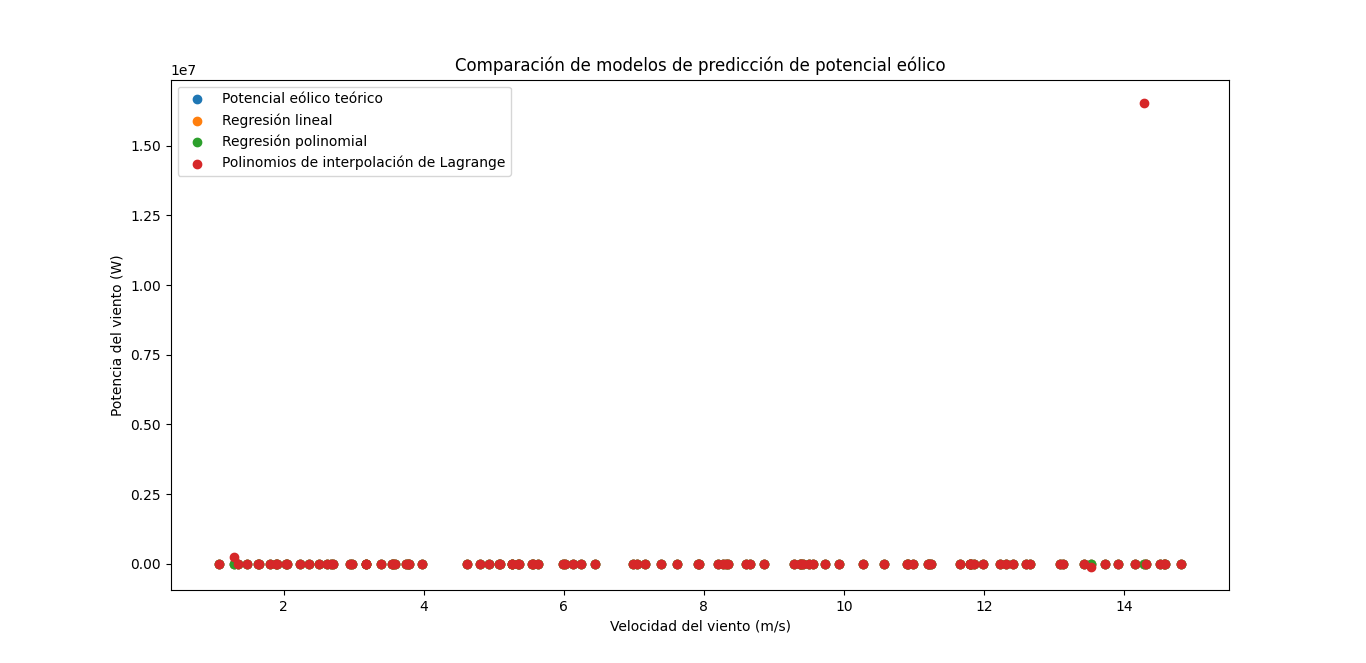 Comparación de modelos de predicción de potencial eólico
1e7
Potencial eólico teórico
Regresión lineal
Regresión polinomial
Polinomios de interpolación de Lagrange
1.50
1.25
1.00
0.75
0.50
0.25
0.00
Potencia del viento (W)
2 4 6 8 10 12 14
Velocidad del viento (m/s)